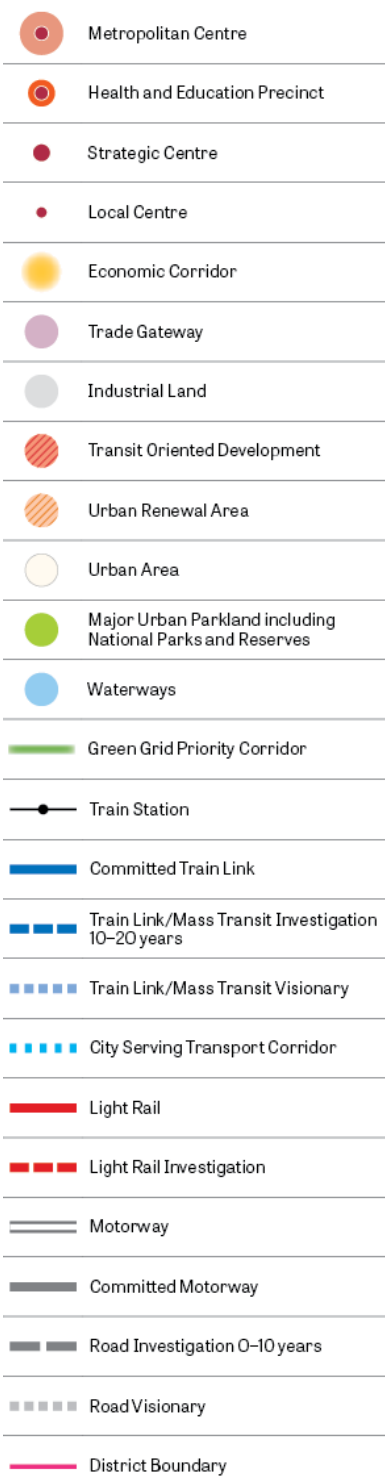 Metropolitan Centre
Health and Education Precinct
Strategic Centre
Local Centre
Economic Corridor
Trade Gateway
Industrial Land
Transit Oriented Development
Urban Renewal Area
Urban Area
Major Urban Parkland including
National Parks and Reserves
Waterways
Green Grid Priority Corridor
Train Station
Committed Train Link
Train Link/Mass Transit Investigation
10–20 years
Train Link/Mass Transit Visionary
City Serving Transport Corridor
Light Rail
Light Rail Investigation
Motorway
Committed Motorway
Road Investigation 0–10 years
Road Visionary
District Boundary